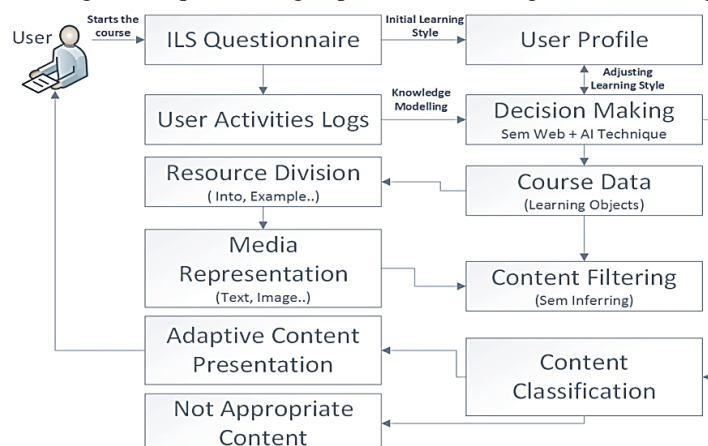 User
Starts the
course
ILS Questionnaire
Initial Learning
Style
User Profile
Adjusting
Learning Style
User Activities Logs
Knowledge
Modelling
Decision Making
Sem Web + AI Technique
Resource Division
( Into, Example..)
Course Data
(Learning Objects)
Media
Representation
(Text, Image..)
Content Filtering
(Sem Inferring)
Adaptive Content
Presentation
Content
Classification
Not Appropriate
Content